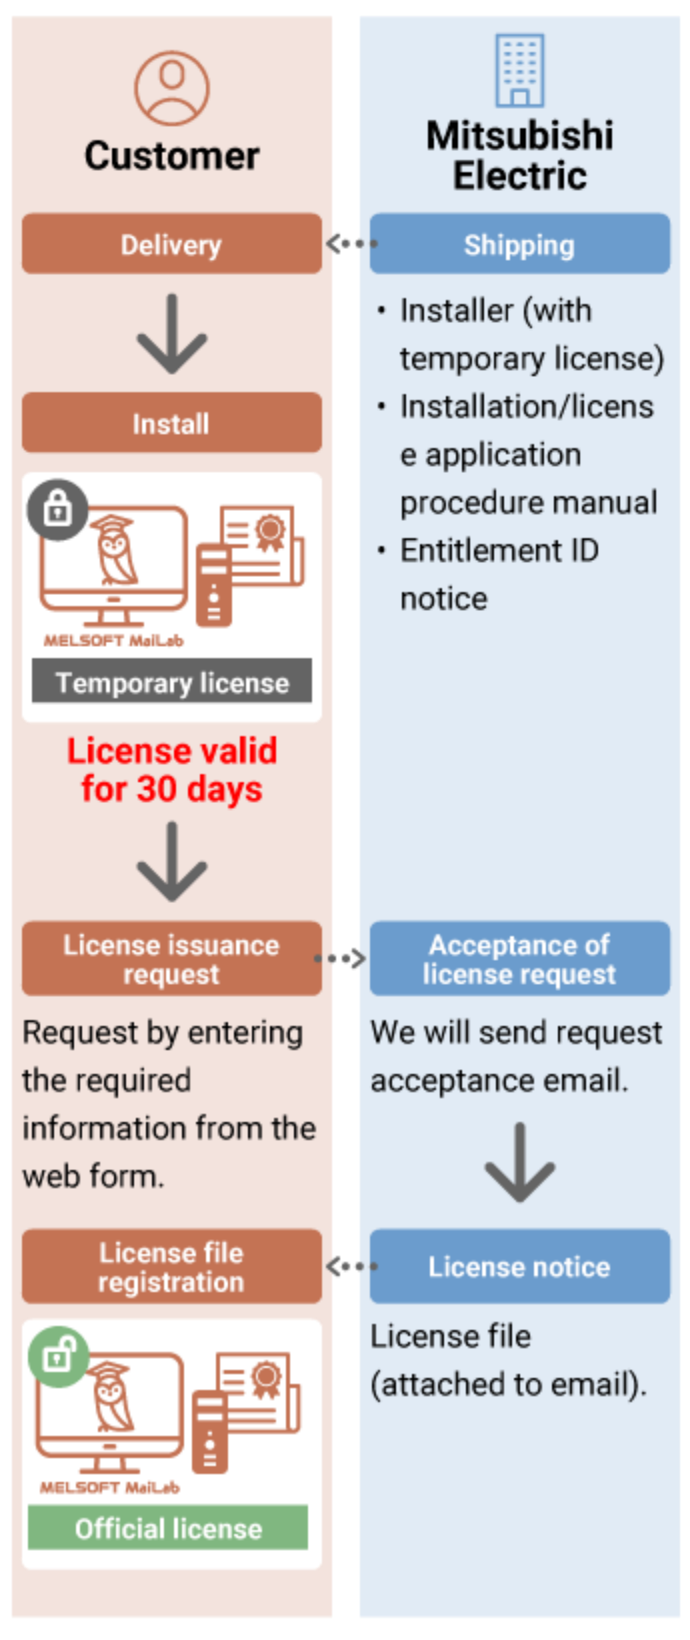 Customer
Mitsubishi
Electric
Delivery
Shipping
• Installer (with
temporary license)
• Installation/licens
e application
procedure manual
• Entitlement ID
notice
Install
MELSOFT MaiLab
Temporary license
License valid
for 30 days
License issuance
request
Acceptance of
license request
Request by entering
the required
information from the
web form.
We will send request
acceptance email.
License file
registration
License notice
License file
(attached to email).
MELSOFT MaiLab
Official license